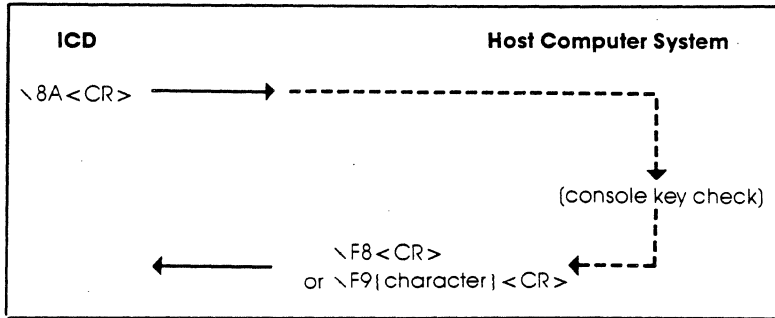 ICD Host Computer System
\8A<CR>
(console key check)
\F8<CR>
or \F9{character}<CR>